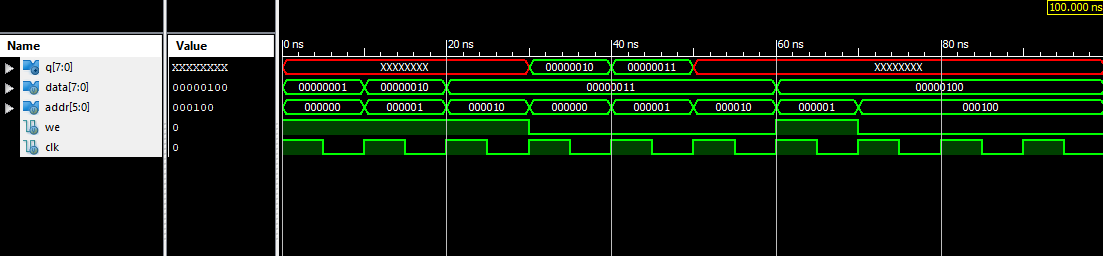 100.000 ns
Name Value 0 ns 20 ns 40 ns 60 ns 80 ns
q[7:0] XXXXXXXX XXXXXXXX 00000010 00000011 XXXXXXXX
data[7:0] 00000100 00000001 00000010 00000011 00000100
addr[5:0] 000100 000000 000001 000010 000000 000001 000010 000001 000100
we 0
clk 0